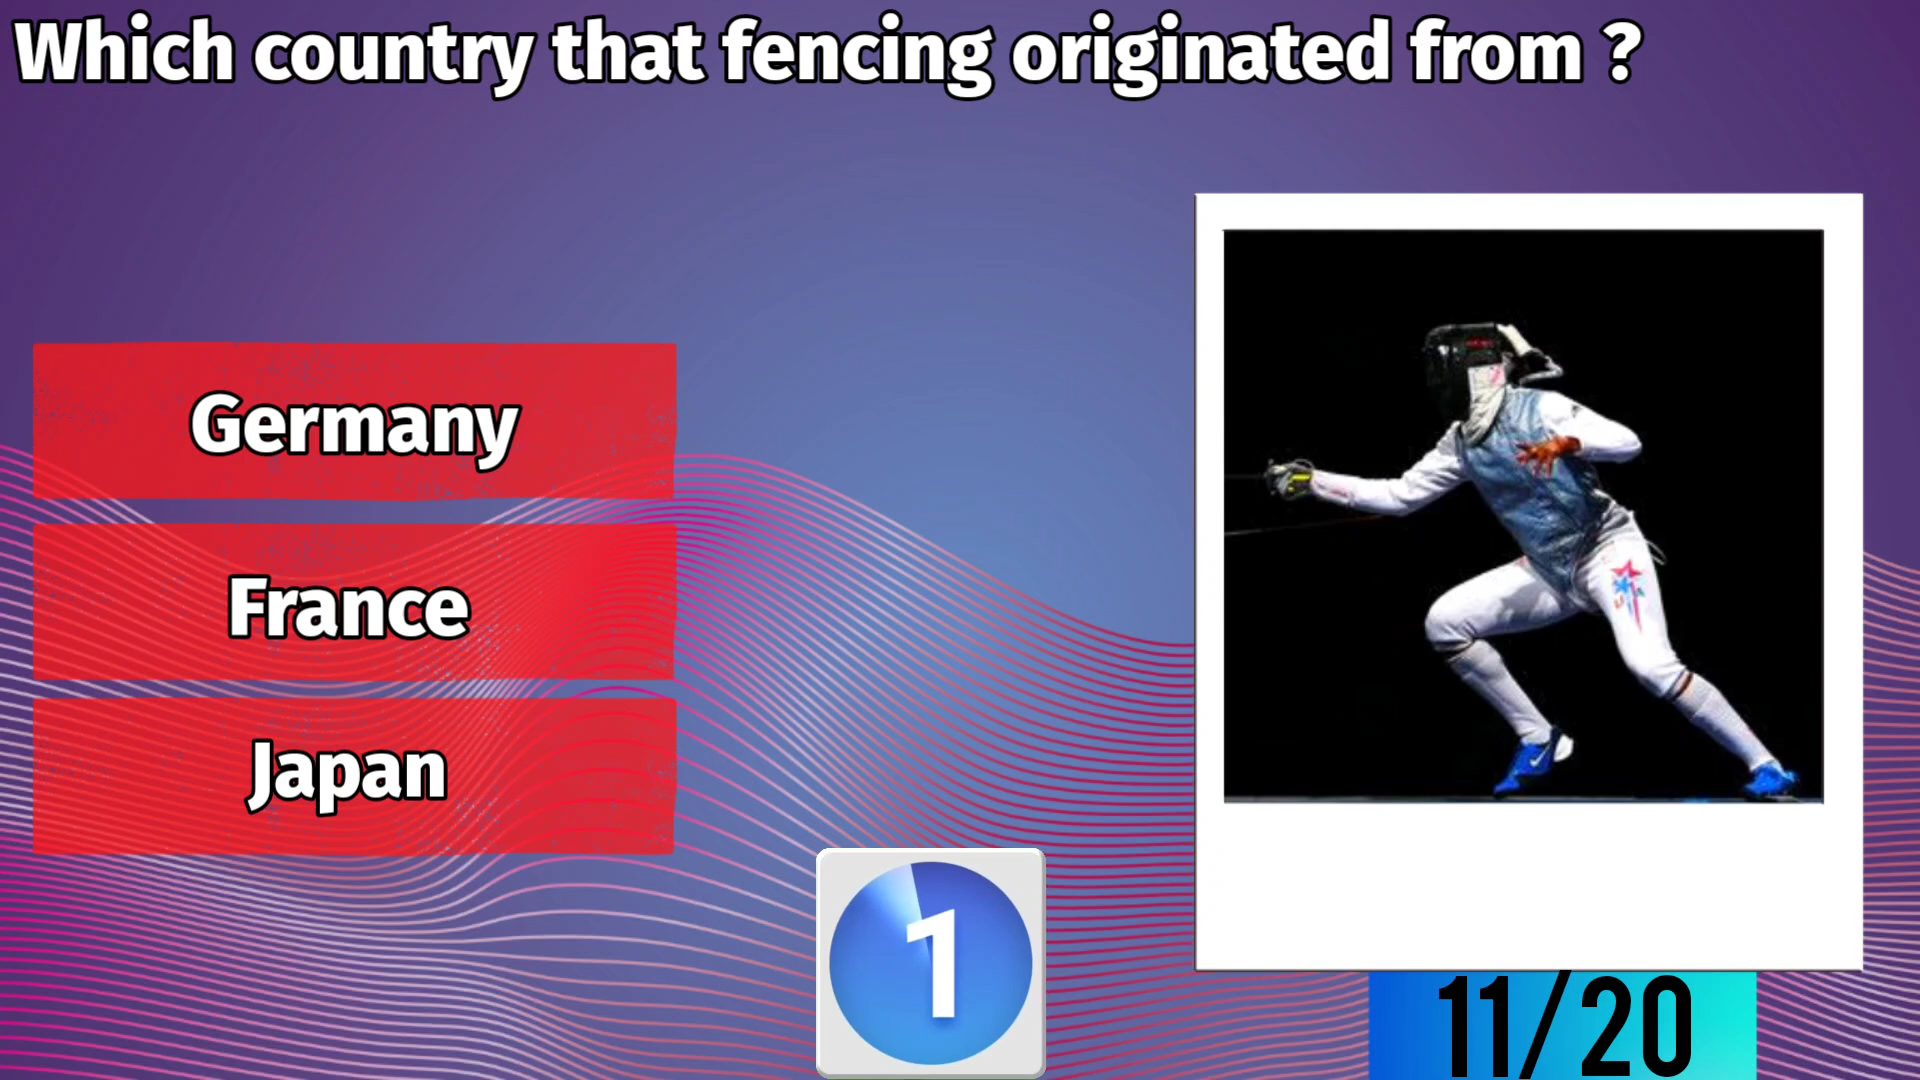 Which country that fencing originated from ?
Germany
France
Japan
1
11/20